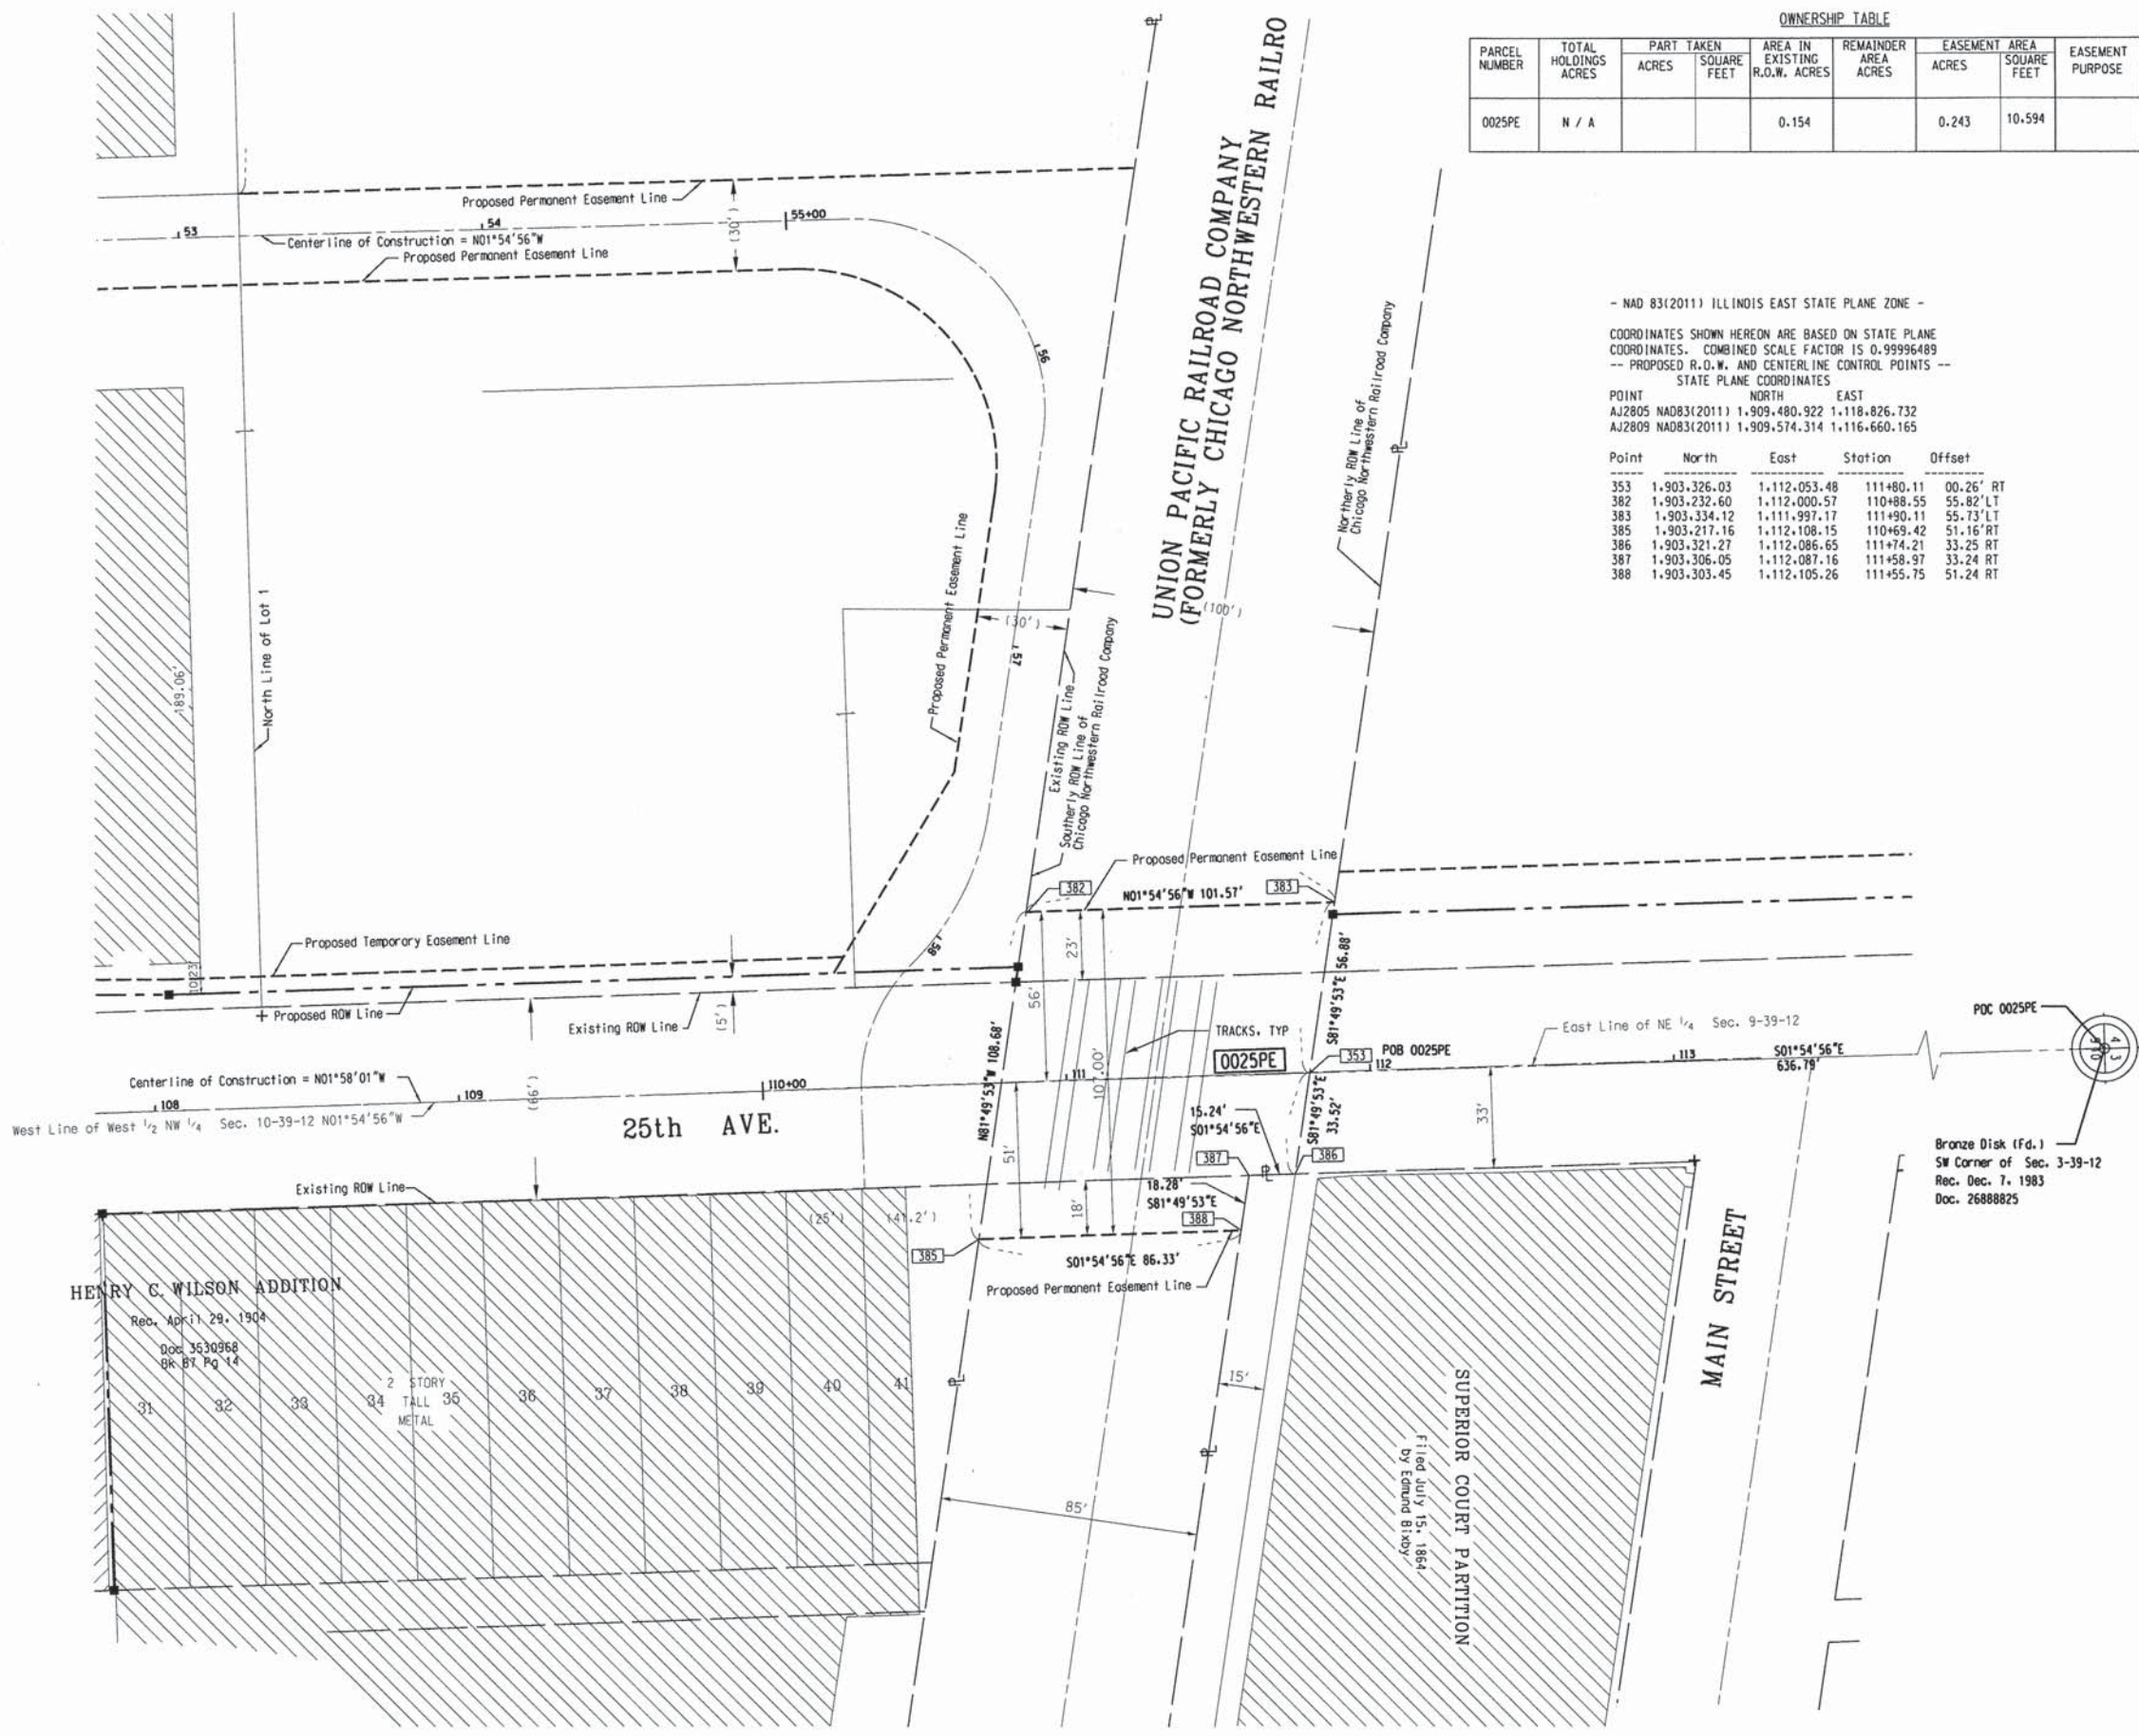 OWNERSHIP TABLE
PARCEL NUMBER
TOTAL HOLDINGS ACRES
PART TAKEN
ACRES
SQUARE FEET
AREA IN EXISTING R.O.W. ACRES
REMAINDER AREA ACRES
EASEMENT AREA
ACRES
SQUARE FEET
EASEMENT PURPOSE
0025PE N / A 0.154 0.243 10,594
- NAD 83(2011) ILLINOIS EAST STATE PLANE ZONE -
COORDINATES SHOWN HEREON ARE BASED ON STATE PLANE
COORDINATES. COMBINED SCALE FACTOR IS 0.99996489
-- PROPOSED R.O.W. AND CENTERLINE CONTROL POINTS --
STATE PLANE COORDINATES
POINT NORTH EAST
AJ2805 NAD83(2011) 1,909,480.922 1,118,826.732
AJ2809 NAD83(2011) 1,909,574.314 1,116,660.165
Point North East Station Offset
353 1,903,326.03 1,112,053.48 111+80.11 00.26' RT
382 1,903,232.60 1,112,000.57 110+88.55 55.82'LT
383 1,903,334.12 1,111,997.17 111+90.11 55.73'LT
385 1,903,217.16 1,112,108.15 110+69.42 51.16'RT
386 1,903,321.27 1,112,086.65 111+74.21 33.25 RT
387 1,903,306.05 1,112,087.16 111+58.97 33.24 RT
388 1,903,303.45 1,112,105.26 111+55.75 51.24 RT
UNION PACIFIC RAILROAD COMPANY
(FORMERLY CHICAGO NORTHWESTERN RAILRO
Proposed Permanent Easement Line
53
54
55+00
(30')
Centerline of Construction = N01°54'56"W
Proposed Permanent Easement Line
56
Northerly ROW Line of
Chicago Northwestern Railroad Company
PL
PL
189.06'
North Line of Lot 1
Proposed Permanent Easement Line
(30')
57
(100')
Existing ROW Line
Southerly ROW Line of
Chicago Northwestern Railroad Company
Proposed Permanent Easement Line
382
N01°54'56"W 101.57'
383
58
Proposed Temporary Easement Line
10.23'
Proposed ROW Line
Existing ROW Line
(5')
23'
56'
107.00'
S81°49'53"E 56.88'
N81°49'53"W 108.68'
TRACKS, TYP
0025PE
353
POB 0025PE
112
East Line of NE 1/4 Sec. 9-39-12
113
S01°54'56"E
636.79'
POC 0025PE
4 3
9 10
Centerline of Construction = N01°58'01"W
108
109
110+00
111
West Line of West 1/2 NW 1/4 Sec. 10-39-12 N01°54'56"W
(66')
25th AVE.
15.24'
S01°54'56"E
S81°49'53"E
33.52'
33'
51'
387
386
PL
Bronze Disk (Fd.)
SW Corner of Sec. 3-39-12
Rec. Dec. 7, 1983
Doc. 26888825
Existing ROW Line
18.28'
S81°49'53"E
18'
388
(25')
(41.2')
385
S01°54'56"E 86.33'
Proposed Permanent Easement Line
HENRY C. WILSON ADDITION
Rec. April 29, 1904
Doc 3530968
Bk 87 Pg 14
2 STORY
TALL
METAL
31 32 33 34 35 36 37 38 39 40 41
PL
PL
15'
85'
MAIN STREET
SUPERIOR COURT PARTITION
Filed July 15, 1864
by Edmund Bixby